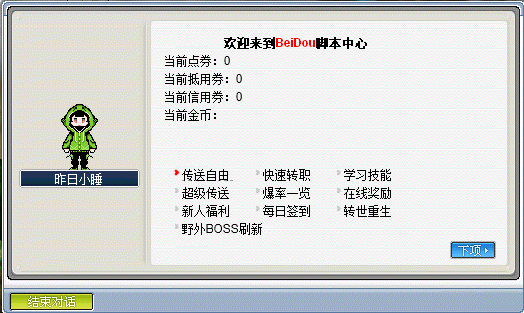 欢迎来到BeiDou脚本中心
当前点券：0
当前抵用券：0
当前信用券：0
当前金币：
昨日小睡
传送自由 快速转职 学习技能
超级传送 爆率一览 在线奖励
新人福利 每日签到 转世重生
野外BOSS刷新
下项
结束对话